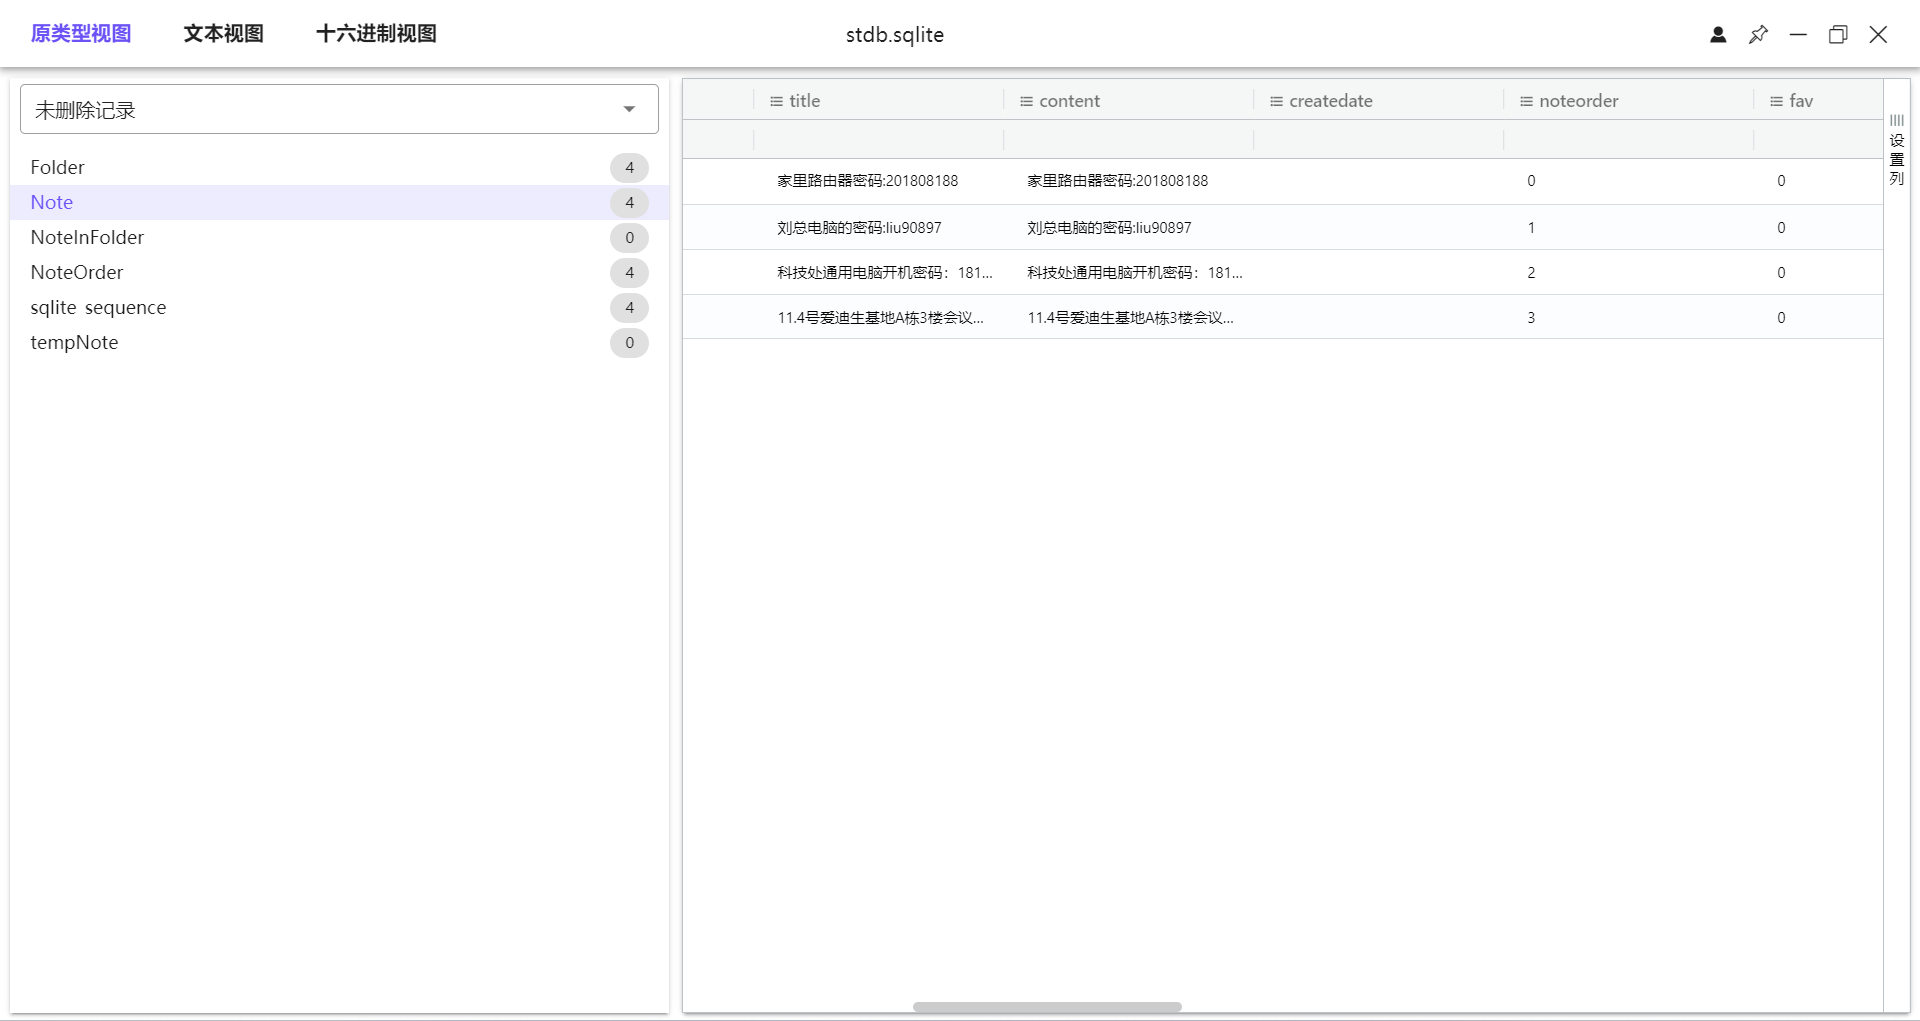 原类型视图 文本视图 十六进制视图 stdb.sqlite
未删除记录
Folder 4
Note 4
NoteInFolder 0
NoteOrder 4
sqlite sequence 4
tempNote 0
title content createdate noteorder fav
家里路由器密码:201808188 家里路由器密码:201808188 0 0
刘总电脑的密码:liu90897 刘总电脑的密码:liu90897 1 0
科技处通用电脑开机密码：181... 科技处通用电脑开机密码：181... 2 0
11.4号爱迪生基地A栋3楼会议... 11.4号爱迪生基地A栋3楼会议... 3 0
设置列